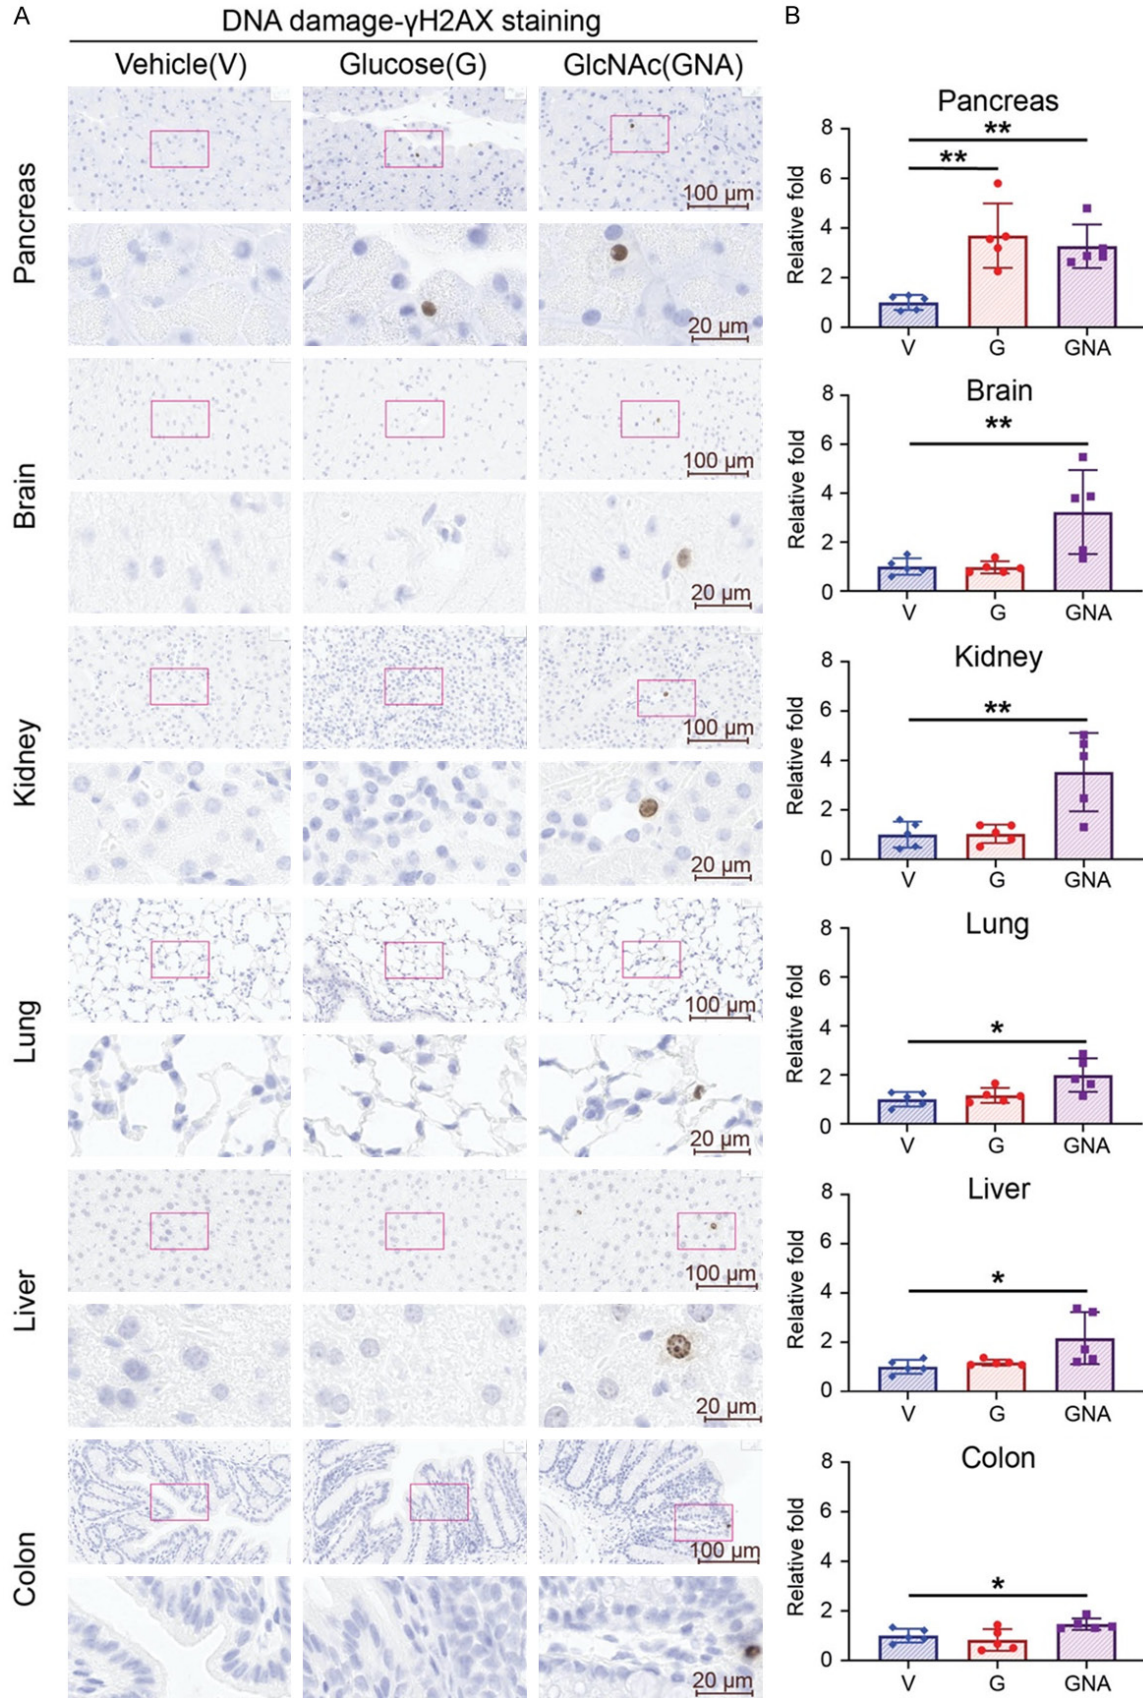 A
DNA damage-γH2AX staining
Vehicle(V) Glucose(G) GlcNAc(GNA)
Pancreas
100 µm
20 µm
Brain
100 µm
20 µm
Kidney
100 µm
20 µm
Lung
100 µm
20 µm
Liver
100 µm
20 µm
Colon
100 µm
20 µm
B
Pancreas
**
**
Relative fold
8
6
4
2
0
V G GNA
Brain
**
Relative fold
8
6
4
2
0
V G GNA
Kidney
**
Relative fold
8
6
4
2
0
V G GNA
Lung
*
Relative fold
8
6
4
2
0
V G GNA
Liver
*
Relative fold
8
6
4
2
0
V G GNA
Colon
*
Relative fold
8
6
4
2
0
V G GNA